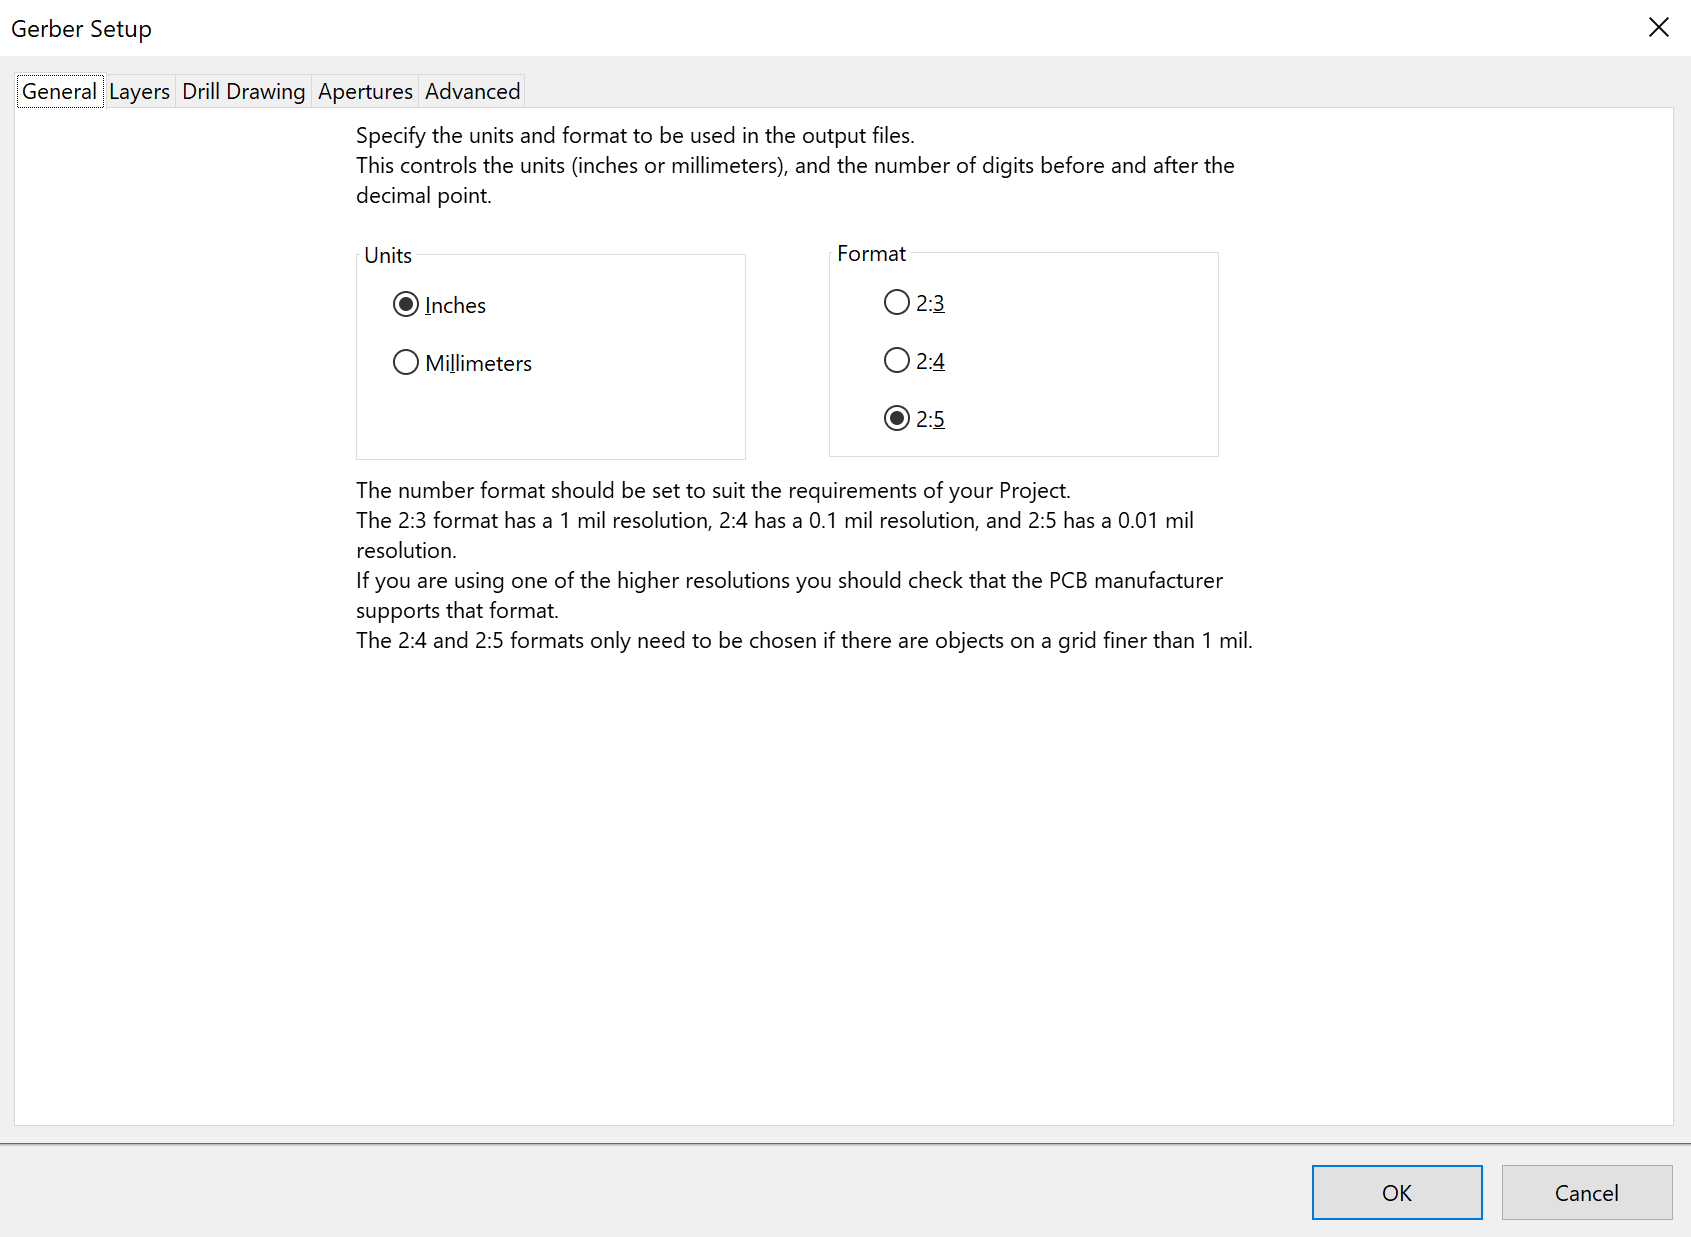 Gerber Setup
General Layers Drill Drawing Apertures Advanced
Specify the units and format to be used in the output files.
This controls the units (inches or millimeters), and the number of digits before and after the
decimal point.
Units
Inches
Millimeters
Format
2:3
2:4
2:5
The number format should be set to suit the requirements of your Project.
The 2:3 format has a 1 mil resolution, 2:4 has a 0.1 mil resolution, and 2:5 has a 0.01 mil
resolution.
If you are using one of the higher resolutions you should check that the PCB manufacturer
supports that format.
The 2:4 and 2:5 formats only need to be chosen if there are objects on a grid finer than 1 mil.
OK Cancel